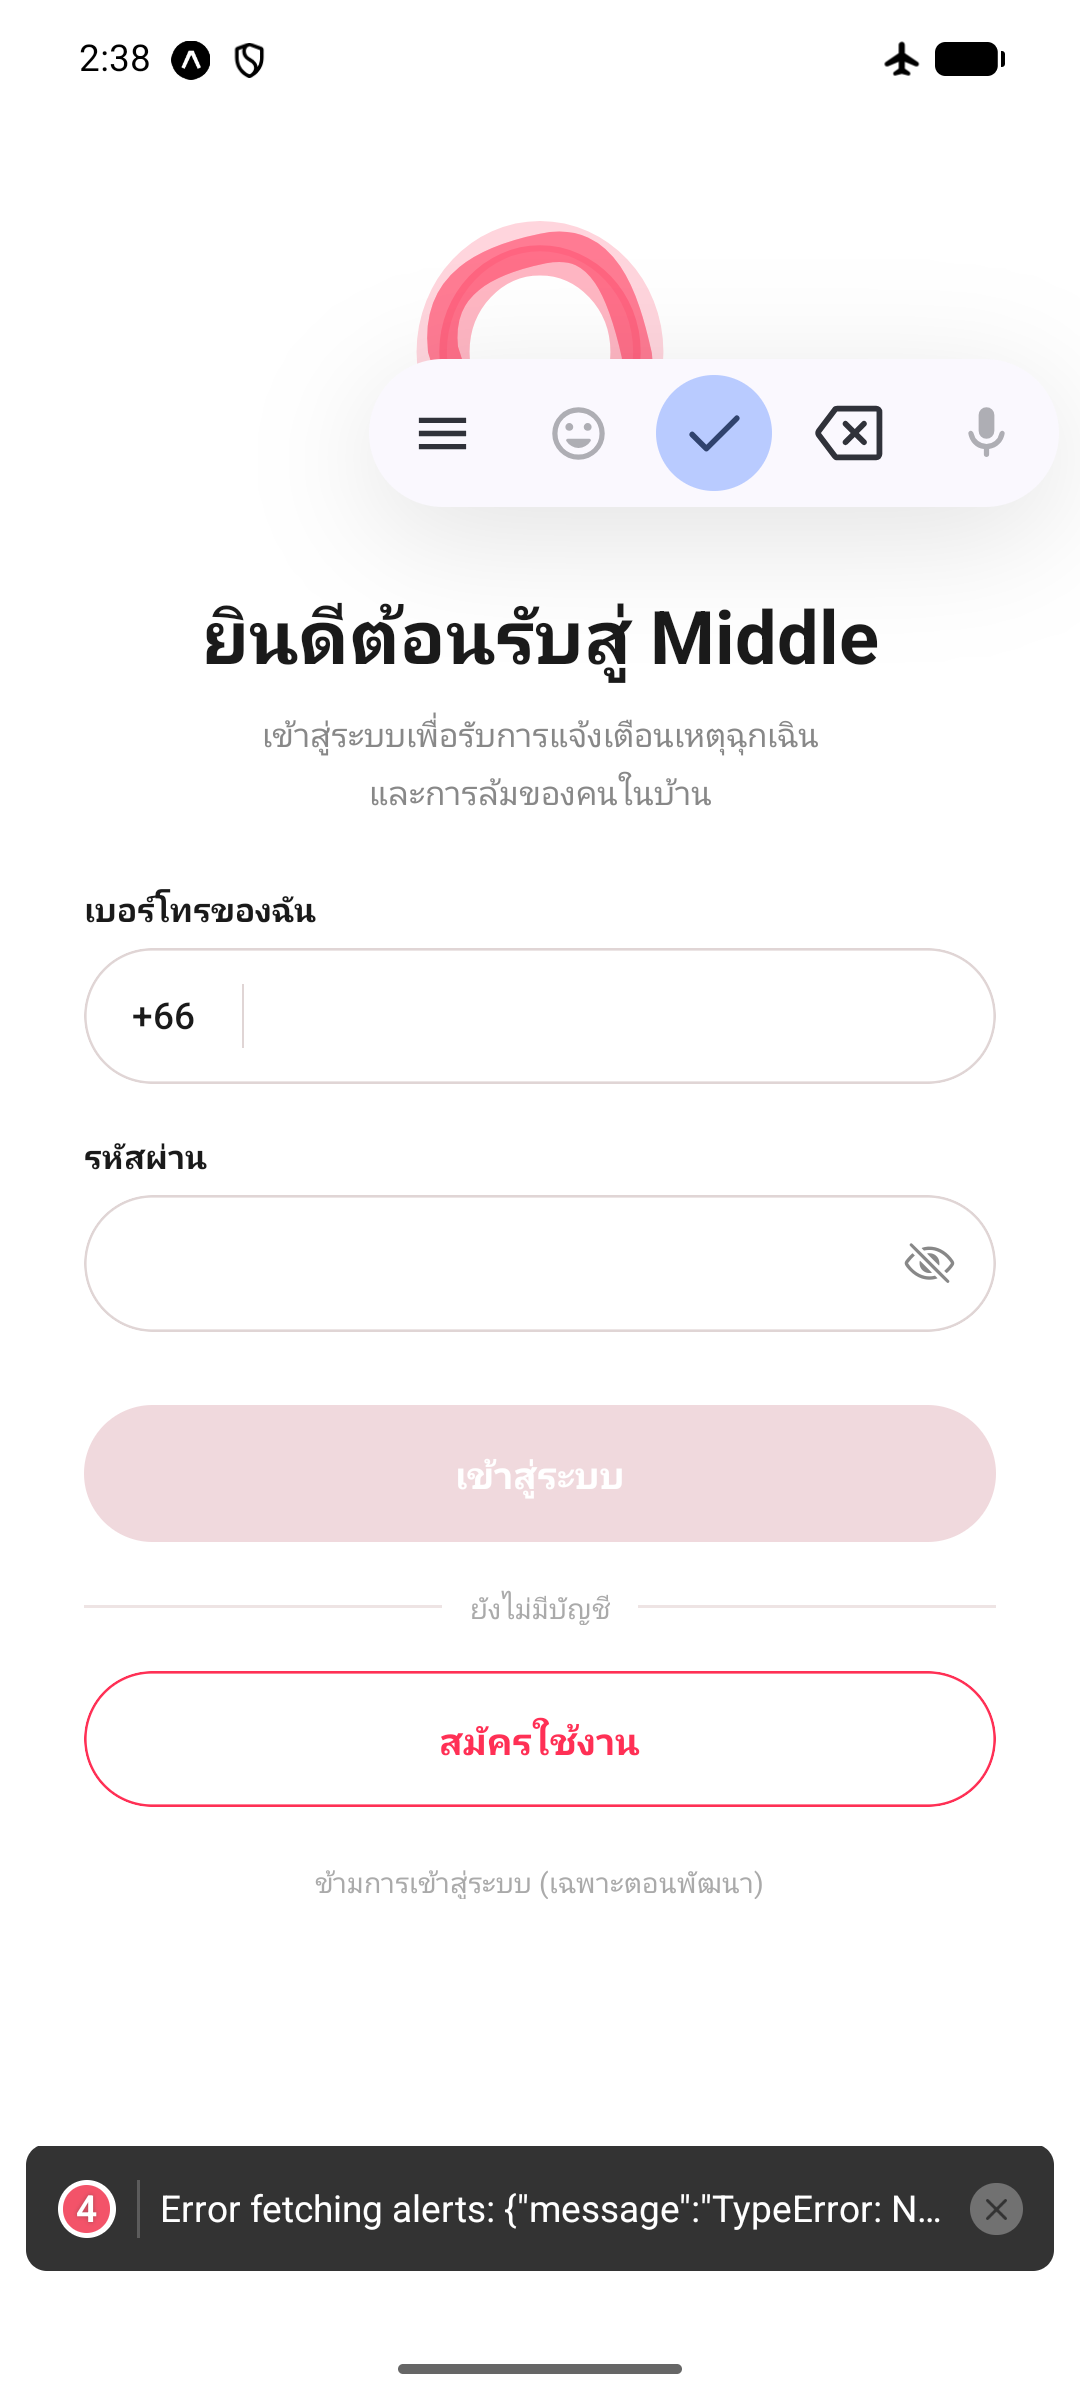 2:38
ยินดีต้อนรับสู่ Middle
เข้าสู่ระบบเพื่อรับการแจ้งเตือนเหตุฉุกเฉิน
และการล้มของคนในบ้าน
เบอร์โทรของฉัน
+66
รหัสผ่าน
เข้าสู่ระบบ
ยังไม่มีบัญชี
สมัครใช้งาน
ข้ามการเข้าสู่ระบบ (เฉพาะตอนพัฒนา)
4 Error fetching alerts: {"message":"TypeError: N...